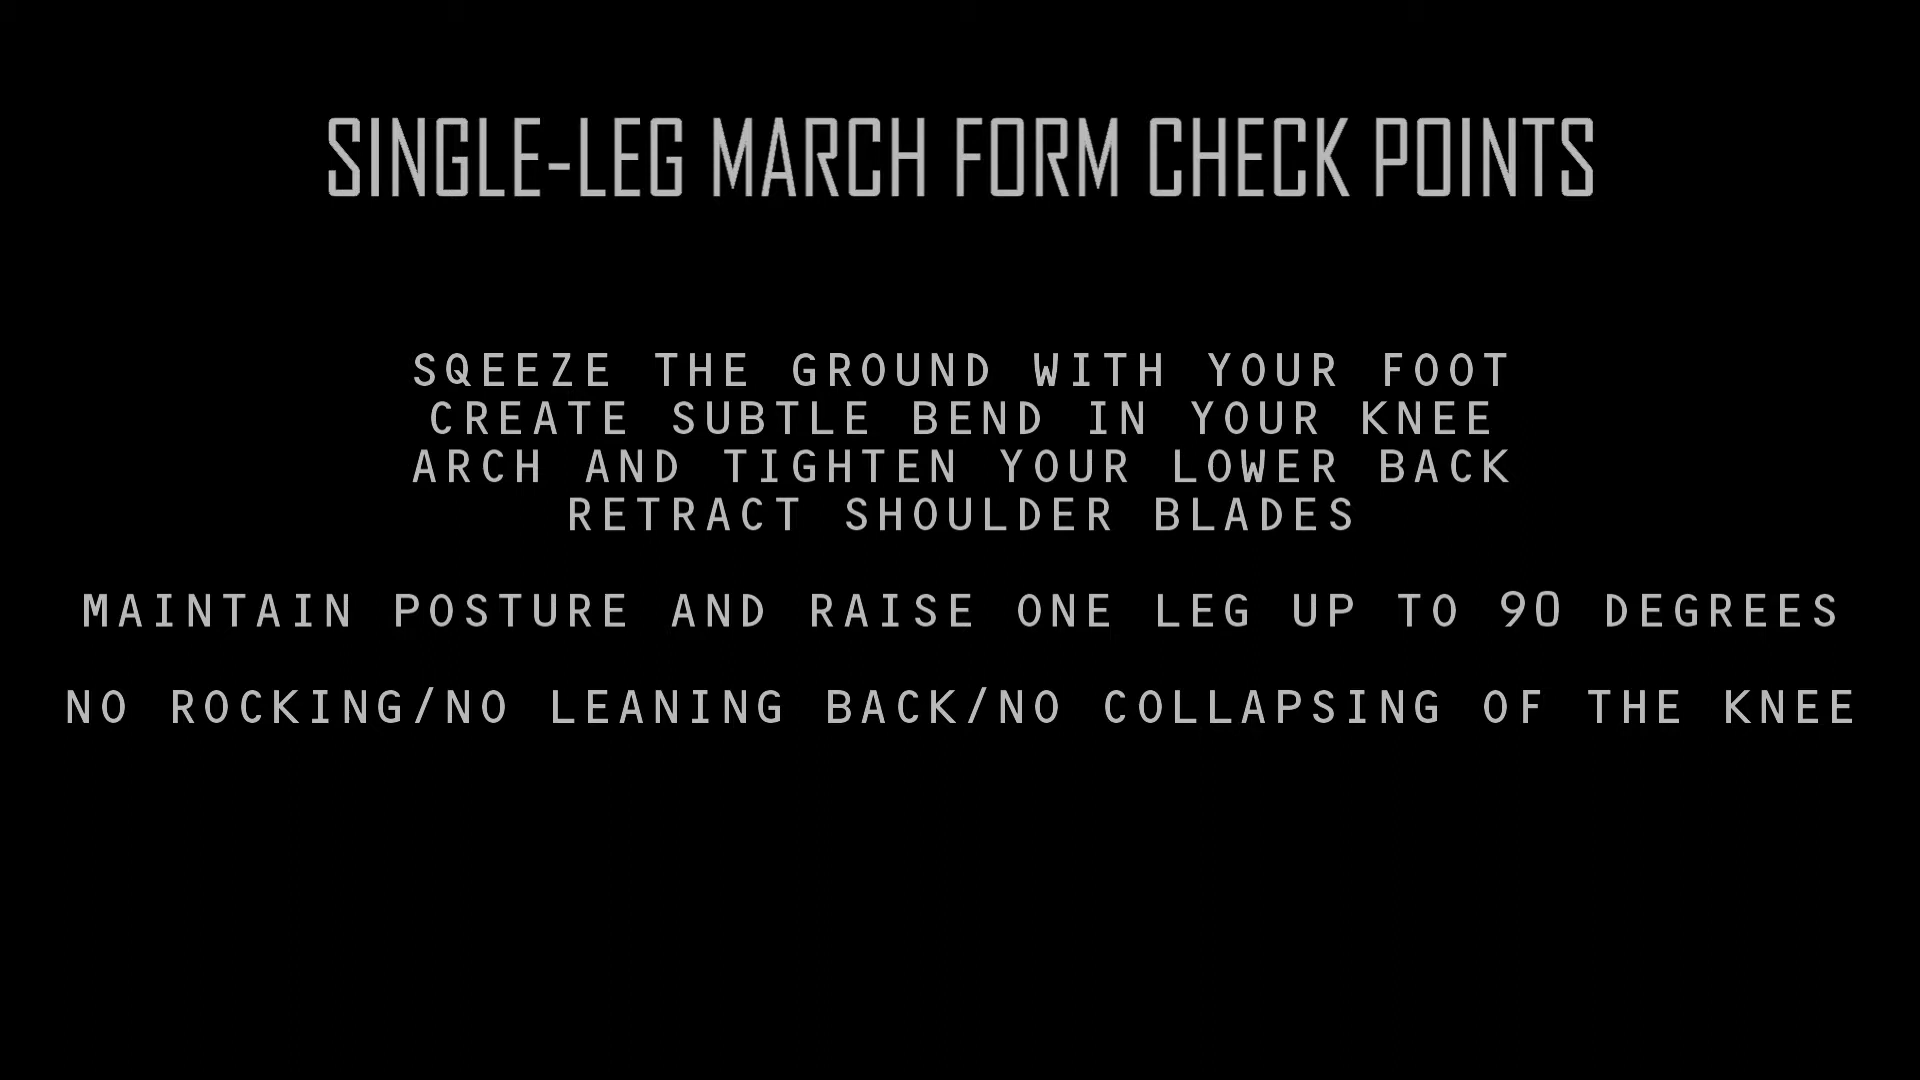 SINGLE-LEG MARCH FORM CHECK POINTS
SQEEZE THE GROUND WITH YOUR FOOT
CREATE SUBTLE BEND IN YOUR KNEE
ARCH AND TIGHTEN YOUR LOWER BACK
RETRACT SHOULDER BLADES
MAINTAIN POSTURE AND RAISE ONE LEG UP TO 90 DEGREES
NO ROCKING/NO LEANING BACK/NO COLLAPSING OF THE KNEE